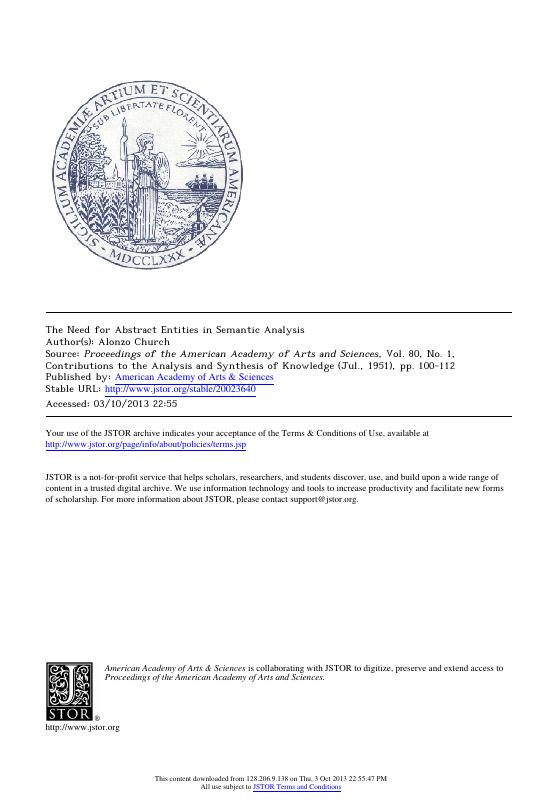 SIGILLUM ACADEMIÆ ARTIUM ET SCIENTIARUM AMERICANÆ
SUB LIBERTATE FLORENT
MDCCLXXX
The Need for Abstract Entities in Semantic Analysis
Author(s): Alonzo Church
Source: Proceedings of the American Academy of Arts and Sciences, Vol. 80, No. 1,
Contributions to the Analysis and Synthesis of Knowledge (Jul., 1951), pp. 100-112
Published by: American Academy of Arts & Sciences
Stable URL: http://www.jstor.org/stable/20023640
Accessed: 03/10/2013 22:55
Your use of the JSTOR archive indicates your acceptance of the Terms & Conditions of Use, available at
http://www.jstor.org/page/info/about/policies/terms.jsp
JSTOR is a not-for-profit service that helps scholars, researchers, and students discover, use, and build upon a wide range of
content in a trusted digital archive. We use information technology and tools to increase productivity and facilitate new forms
of scholarship. For more information about JSTOR, please contact support@jstor.org.
American Academy of Arts & Sciences is collaborating with JSTOR to digitize, preserve and extend access to
Proceedings of the American Academy of Arts and Sciences.
JSTOR ®
http://www.jstor.org
This content downloaded from 128.206.9.138 on Thu, 3 Oct 2013 22:55:47 PM
All use subject to JSTOR Terms and Conditions